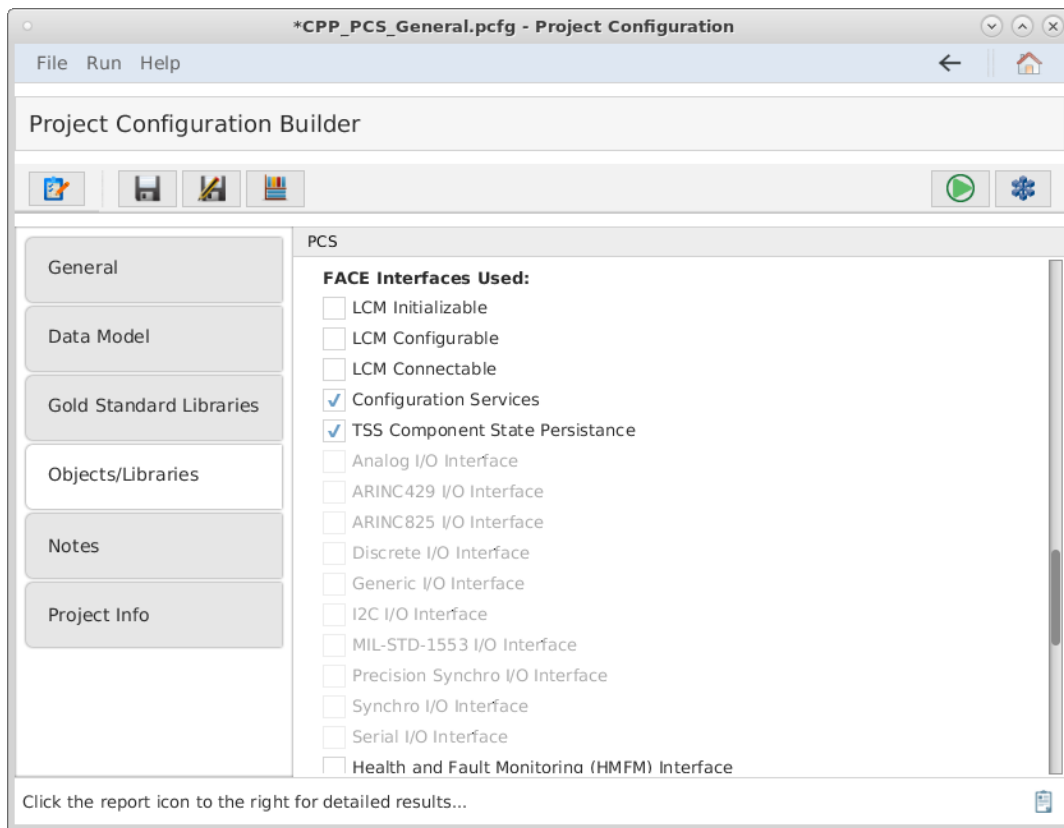 *CPP_PCS_General.pcfg - Project Configuration
File Run Help
Project Configuration Builder
General
Data Model
Gold Standard Libraries
Objects/Libraries
Notes
Project Info
PCS
FACE Interfaces Used:
LCM Initializable
LCM Configurable
LCM Connectable
Configuration Services
TSS Component State Persistance
Analog I/O Interface
ARINC429 I/O Interface
ARINC825 I/O Interface
Discrete I/O Interface
Generic I/O Interface
I2C I/O Interface
MIL-STD-1553 I/O Interface
Precision Synchro I/O Interface
Synchro I/O Interface
Serial I/O Interface
Health and Fault Monitoring (HMFM) Interface
Click the report icon to the right for detailed results...